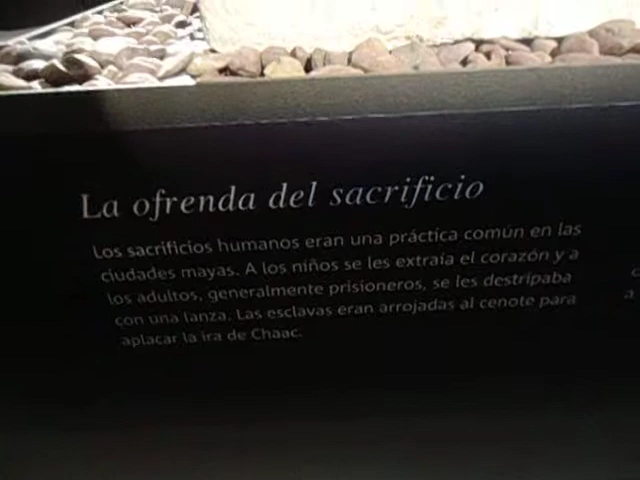 La ofrenda del sacrificio
Los sacrificios humanos eran una práctica común en las
ciudades mayas. A los niños se les extraía el corazón y a
los adultos, generalmente prisioneros, se les destripaba
con una lanza. Las esclavas eran arrojadas al cenote para
aplacar la ira de Chaac.